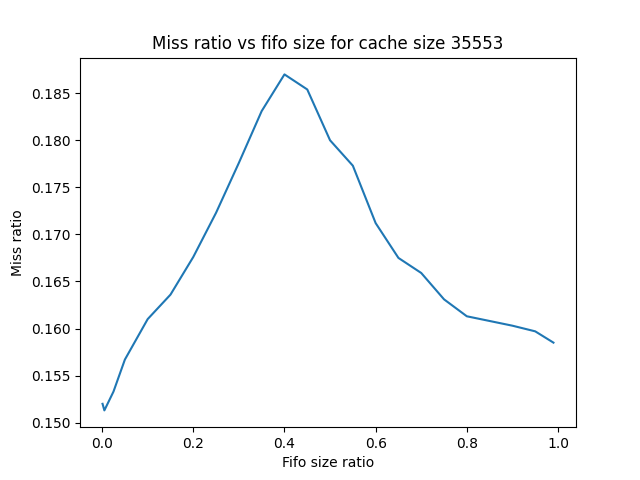 Miss ratio vs fifo size for cache size 35553
Miss ratio
0.185
0.180
0.175
0.170
0.165
0.160
0.155
0.150
0.0 0.2 0.4 0.6 0.8 1.0
Fifo size ratio